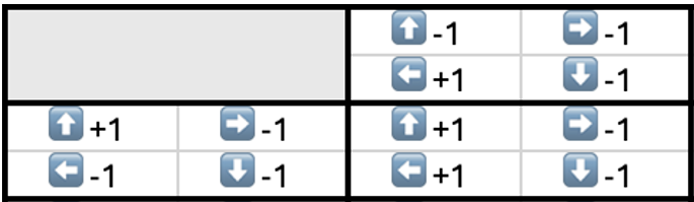 ⬆️ -1 ➡️ -1
⬅️ +1 ⬇️ -1
⬆️ +1 ➡️ -1 ⬆️ +1 ➡️ -1
⬅️ -1 ⬇️ -1 ⬅️ +1 ⬇️ -1